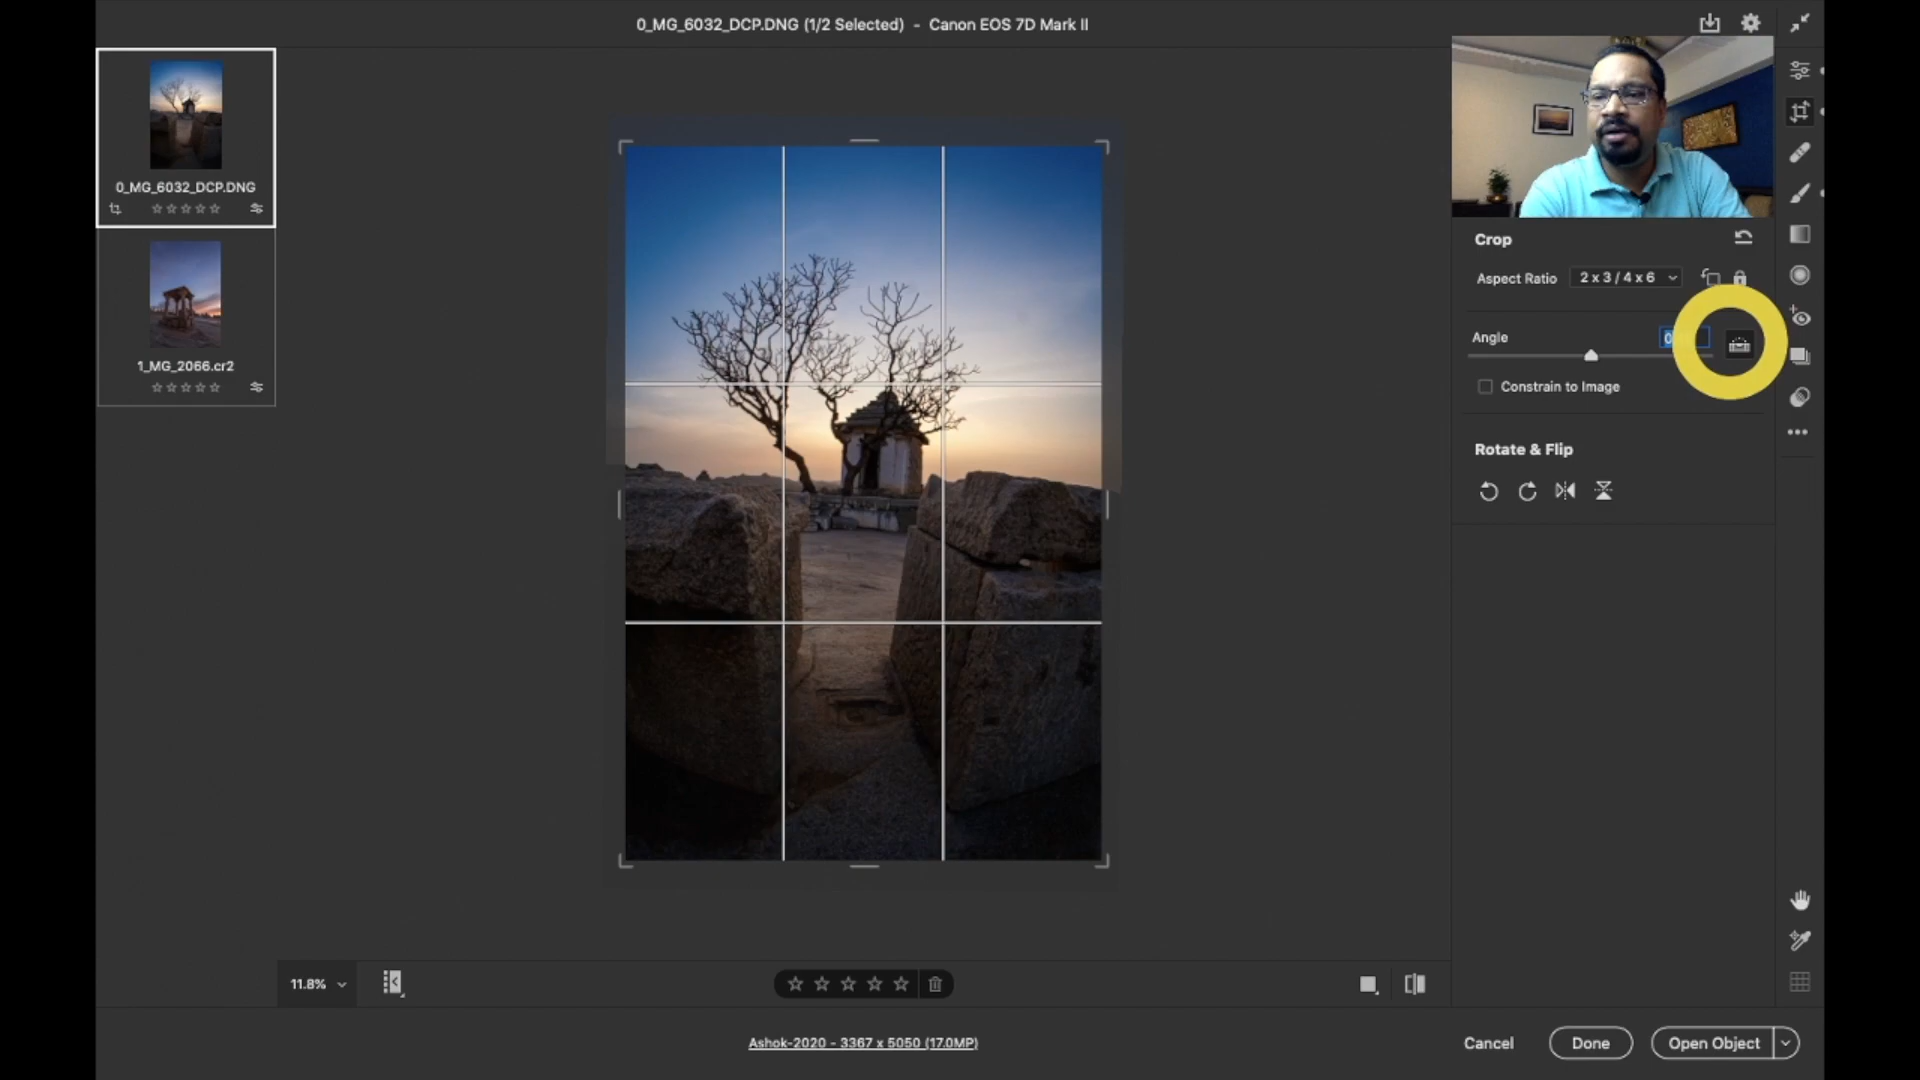 0_MG_6032_DCP.DNG (1/2 Selected) - Canon EOS 7D Mark II
0_MG_6032_DCP.DNG
1_MG_2066.cr2
Crop
Aspect Ratio 2 x 3 / 4 x 6
Angle 0
Constrain to Image
Rotate & Flip
11.8%
Ashok-2020 - 3367 x 5050 (17.0MP)
Cancel Done Open Object